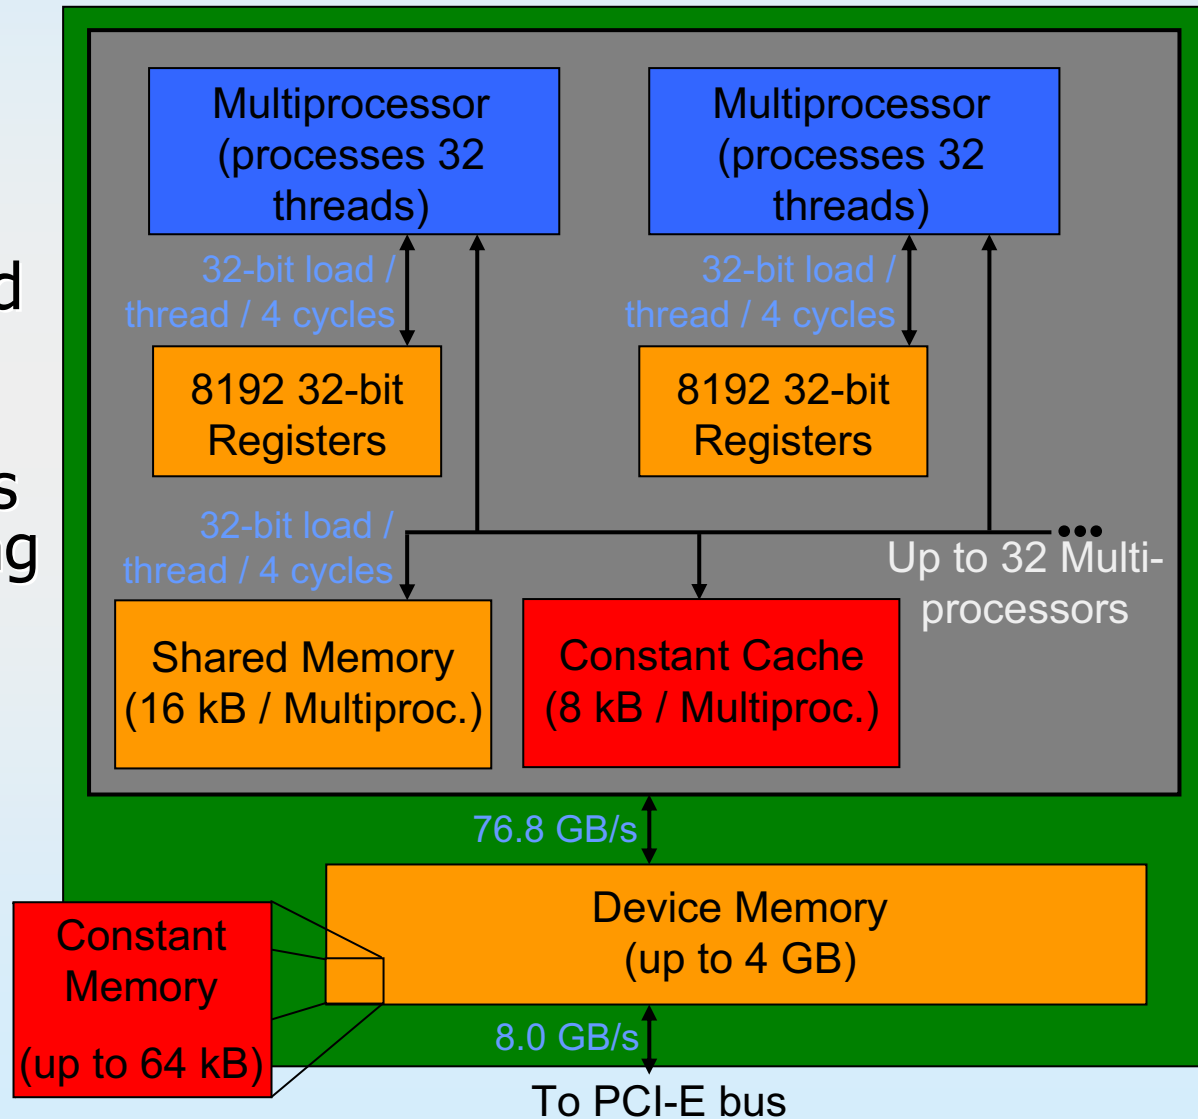 Multiprocessor
(processes 32
threads)
Multiprocessor
(processes 32
threads)
32-bit load /
thread / 4 cycles
32-bit load /
thread / 4 cycles
8192 32-bit
Registers
8192 32-bit
Registers
32-bit load /
thread / 4 cycles
•••
Up to 32 Multi-
processors
Shared Memory
(16 kB / Multiproc.)
Constant Cache
(8 kB / Multiproc.)
76.8 GB/s
Device Memory
(up to 4 GB)
Constant
Memory
(up to 64 kB)
8.0 GB/s
To PCI-E bus